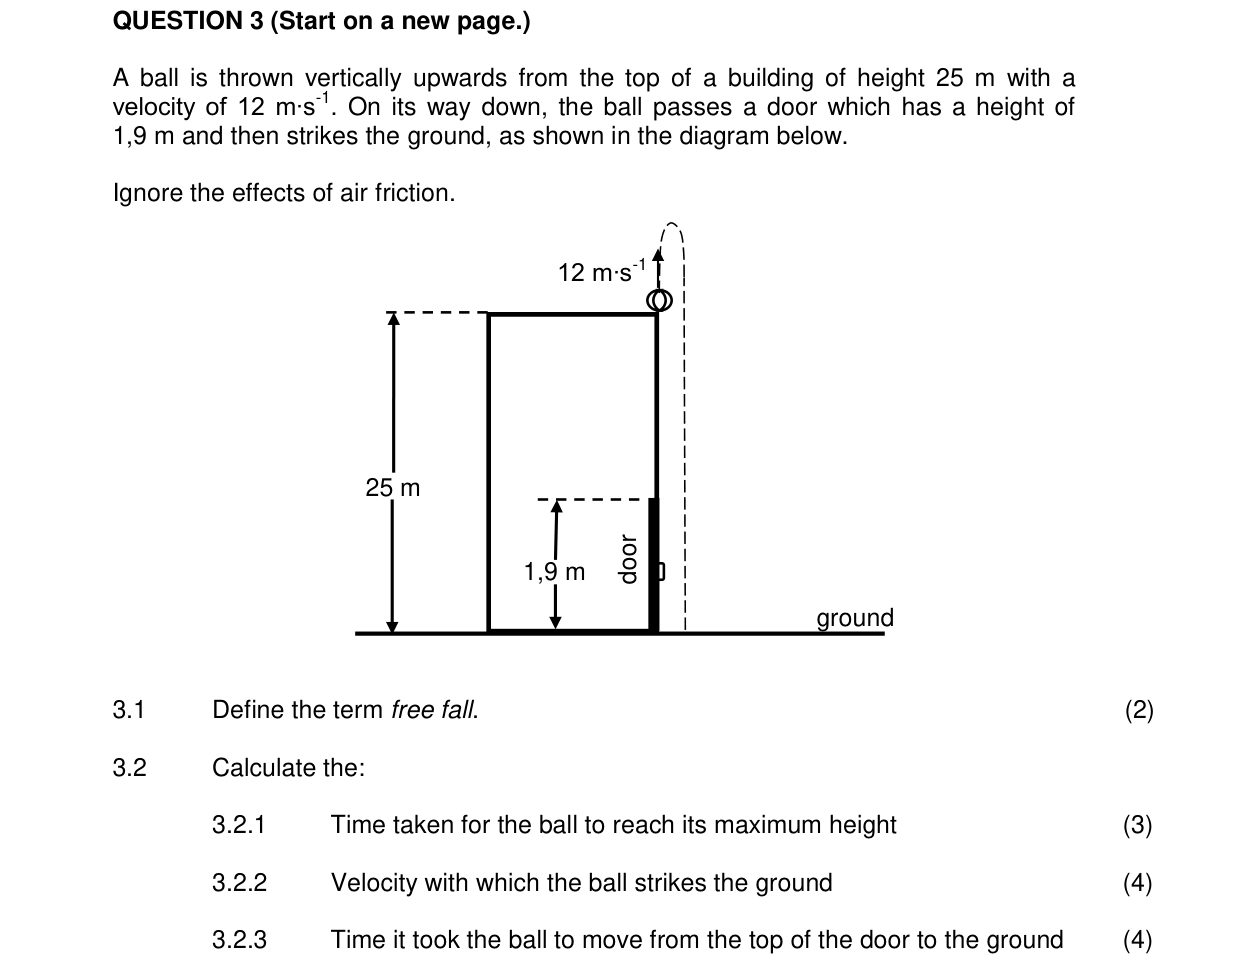 QUESTION 3 (Start on a new page.)
A ball is thrown vertically upwards from the top of a building of height 25 m with a
velocity of 12 m·s⁻¹. On its way down, the ball passes a door which has a height of
1,9 m and then strikes the ground, as shown in the diagram below.
Ignore the effects of air friction.
12 m·s⁻¹
25 m
door
1,9 m
ground
3.1 Define the term free fall. (2)
3.2 Calculate the:
3.2.1 Time taken for the ball to reach its maximum height (3)
3.2.2 Velocity with which the ball strikes the ground (4)
3.2.3 Time it took the ball to move from the top of the door to the ground (4)